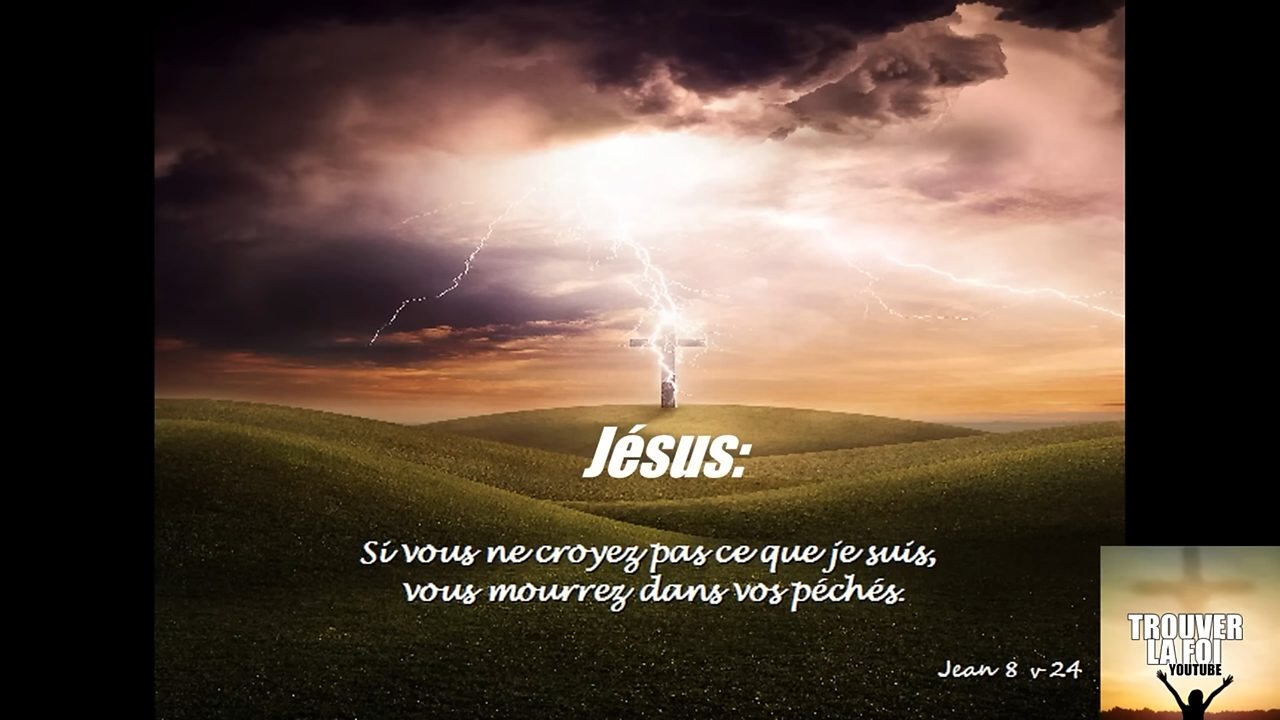 Jésus:
Si vous ne croyez pas ce que je suis,
vous mourrez dans vos péchés.
Jean 8 v 24
TROUVER
LA FOI
YOUTUBE